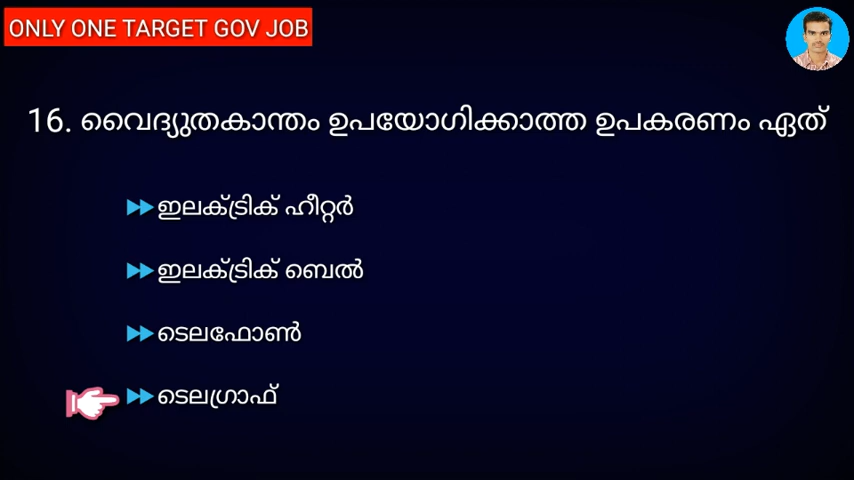 ONLY ONE TARGET GOV JOB
16. വൈദ്യുതകാന്തം ഉപയോഗിക്കാത്ത ഉപകരണം ഏത്
ഇലക്ട്രിക് ഹീറ്റർ
ഇലക്ട്രിക് ബെൽ
ടെലഫോൺ
ടെലഗ്രാഫ്